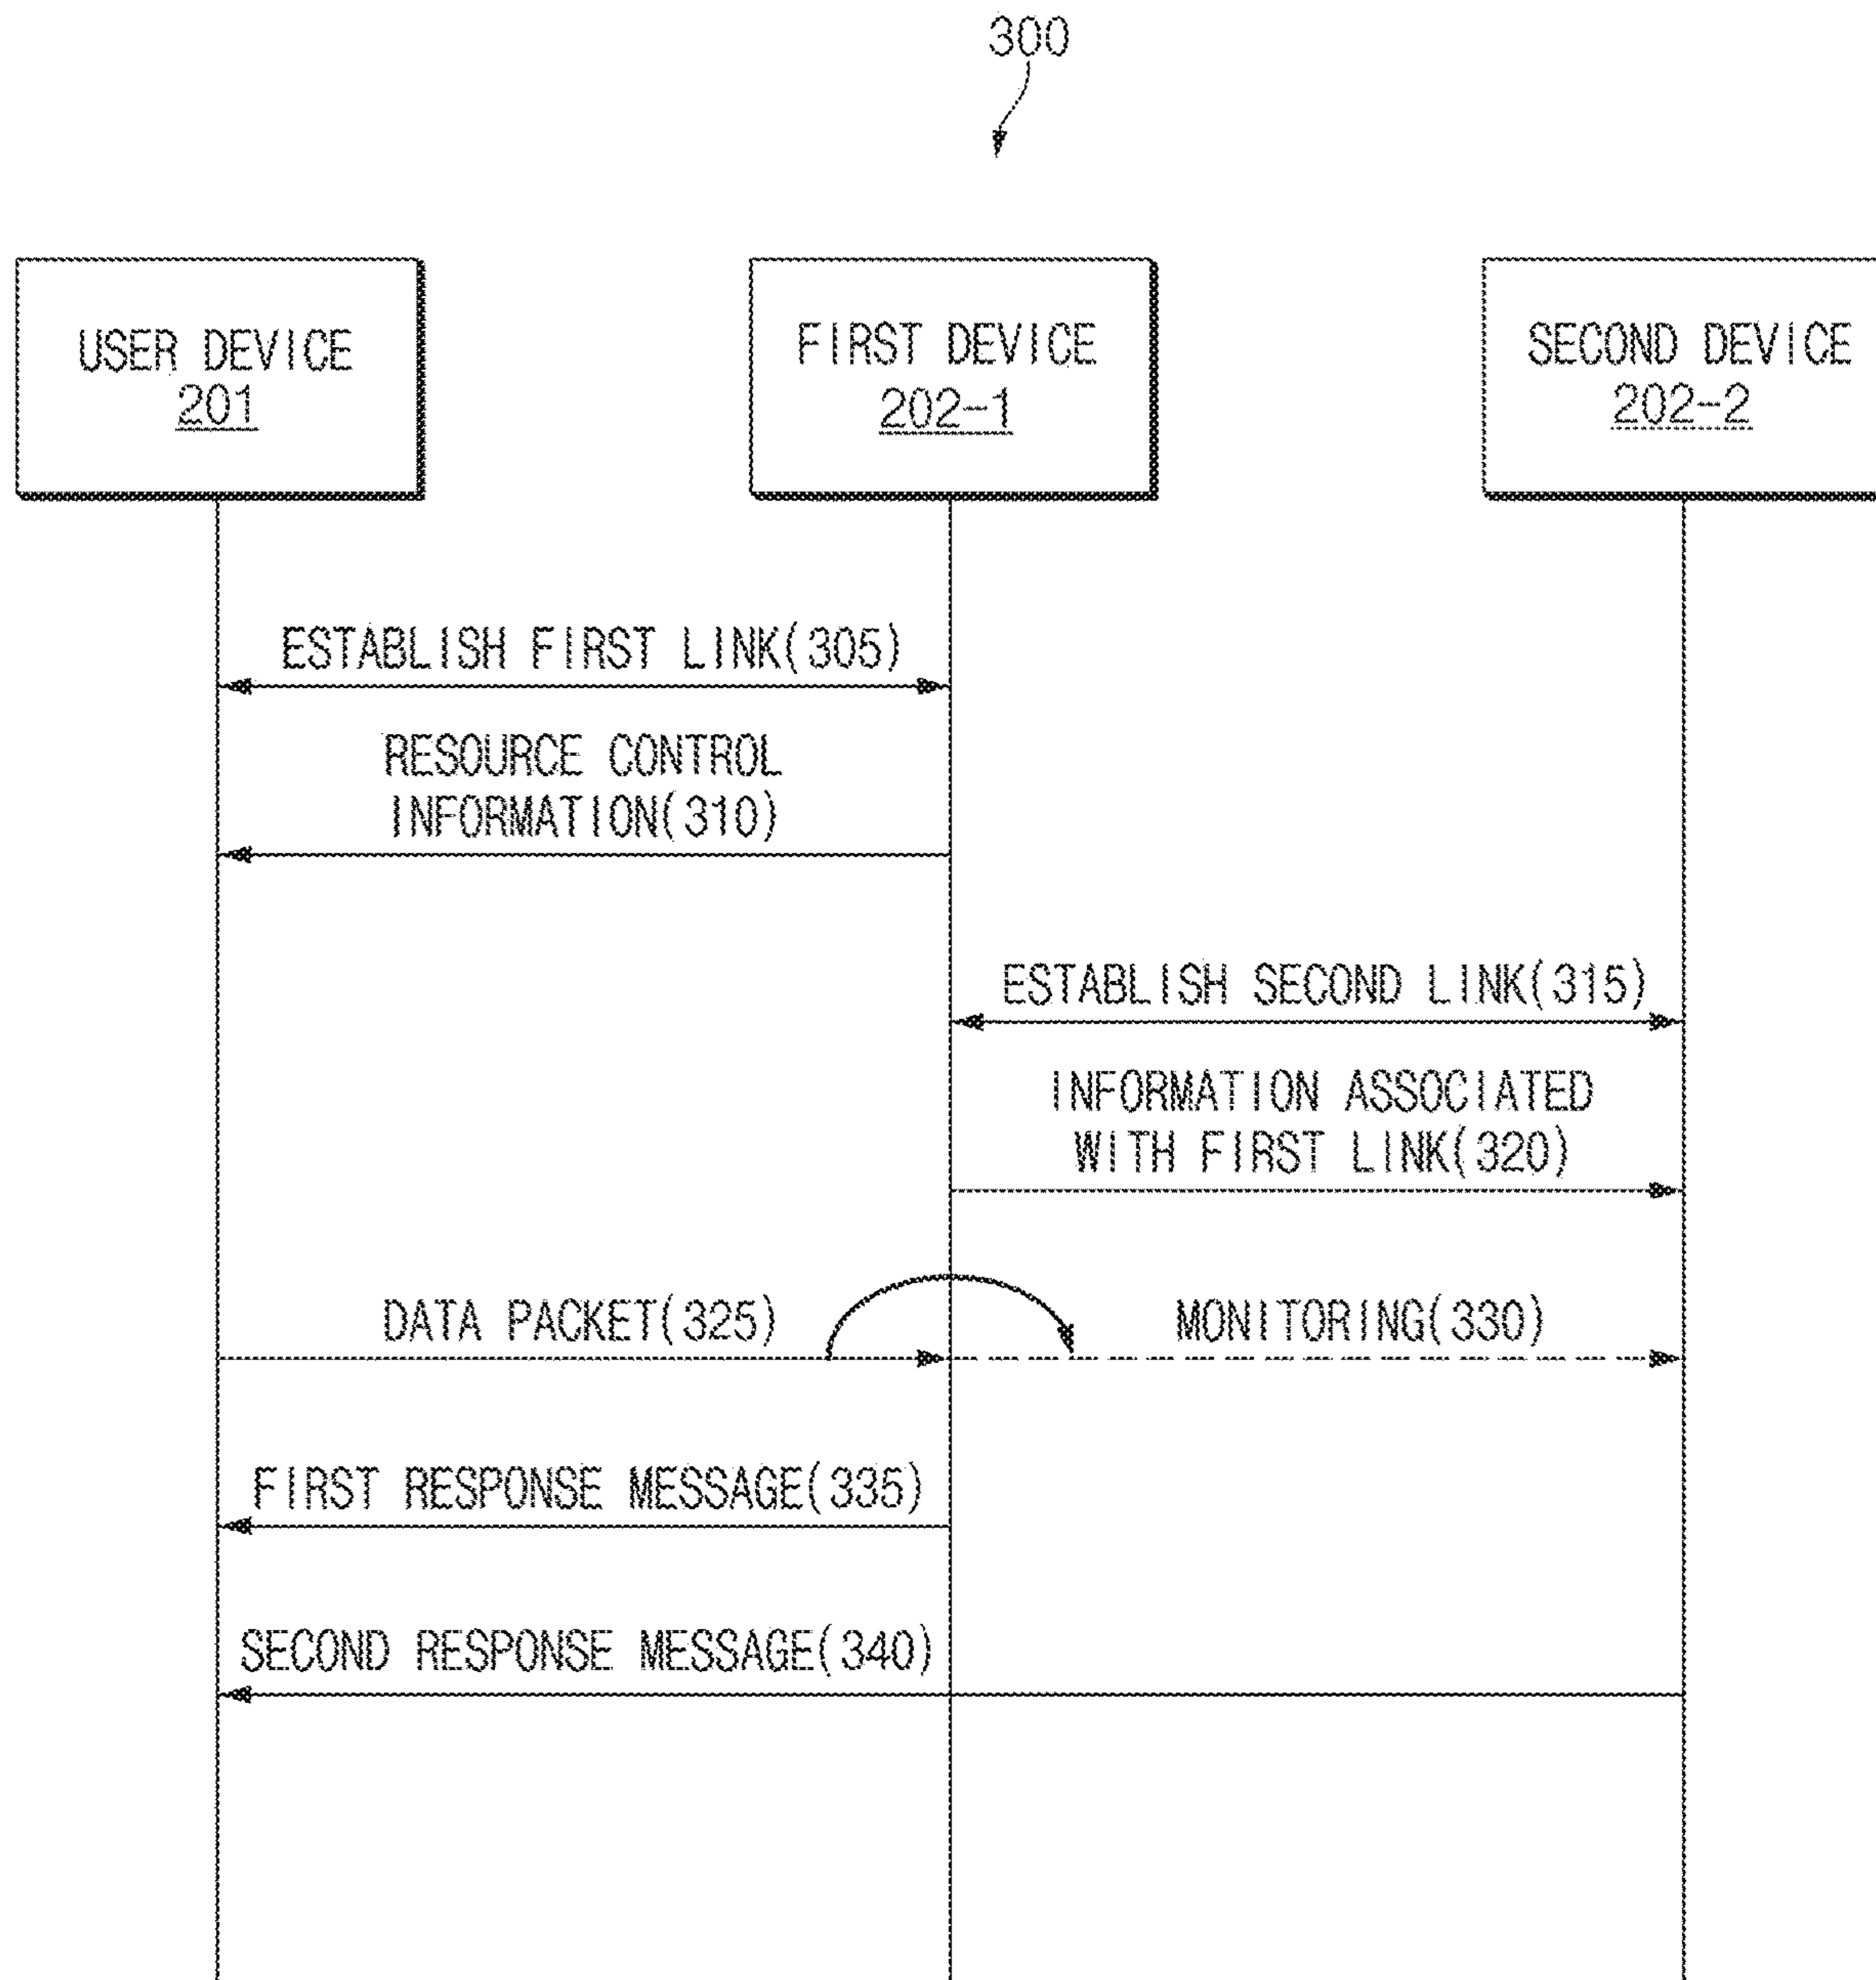 300
USER DEVICE
201
FIRST DEVICE
202-1
SECOND DEVICE
202-2
ESTABLISH FIRST LINK(305)
RESOURCE CONTROL
INFORMATION(310)
ESTABLISH SECOND LINK(315)
INFORMATION ASSOCIATED
WITH FIRST LINK(320)
DATA PACKET(325)
MONITORING(330)
FIRST RESPONSE MESSAGE(335)
SECOND RESPONSE MESSAGE(340)